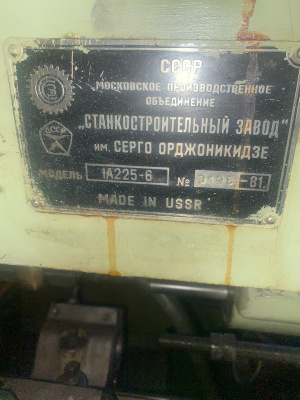 СССР
МОСКОВСКОЕ ПРОИЗВОДСТВЕННОЕ
ОБЪЕДИНЕНИЕ
„СТАНКОСТРОИТЕЛЬНЫЙ ЗАВОД"
им. СЕРГО ОРДЖОНИКИДЗЕ
МОДЕЛЬ 1А225-6 № -81
MADE IN USSR